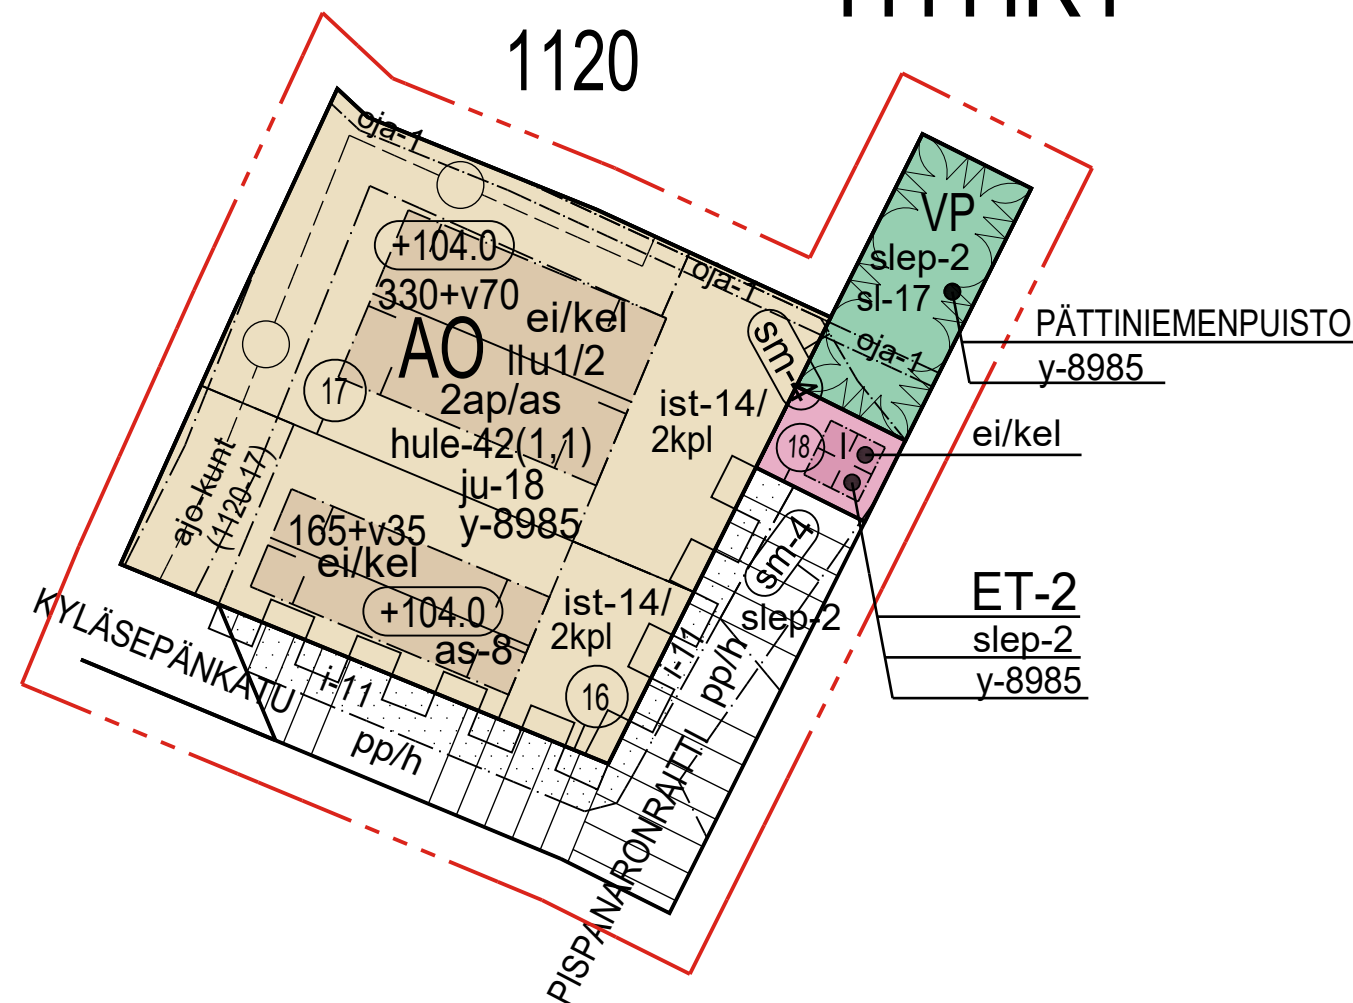 1120
oja-1
+104.0
330+v70
ei/kel
AO
IIu1/2
2ap/as
17
hule-42(1,1)
ju-18
y-8985
ist-14/
2kpl
oja-1
sm-4
VP
slep-2
sl-17
oja-1
PÄTTINIEMENPUISTO
y-8985
18
I
ei/kel
ET-2
slep-2
y-8985
ajo-kunt
(1120-17)
165+v35
ei/kel
+104.0
as-8
ist-14/
2kpl
16
sm-4
slep-2
i-11
pp/h
KYLÄSEPÄNKATU
i-11
pp/h
PISPANARONRAITTI